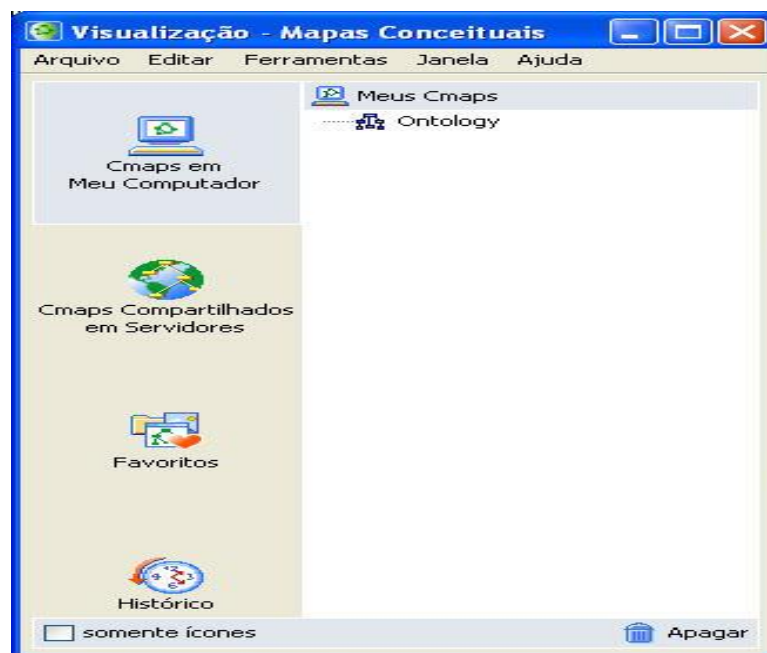 Visualização - Mapas Conceituais
Arquivo Editar Ferramentas Janela Ajuda
Meus Cmaps
Ontology
Cmaps em
Meu Computador
Cmaps Compartilhados
em Servidores
Favoritos
Histórico
somente ícones
Apagar